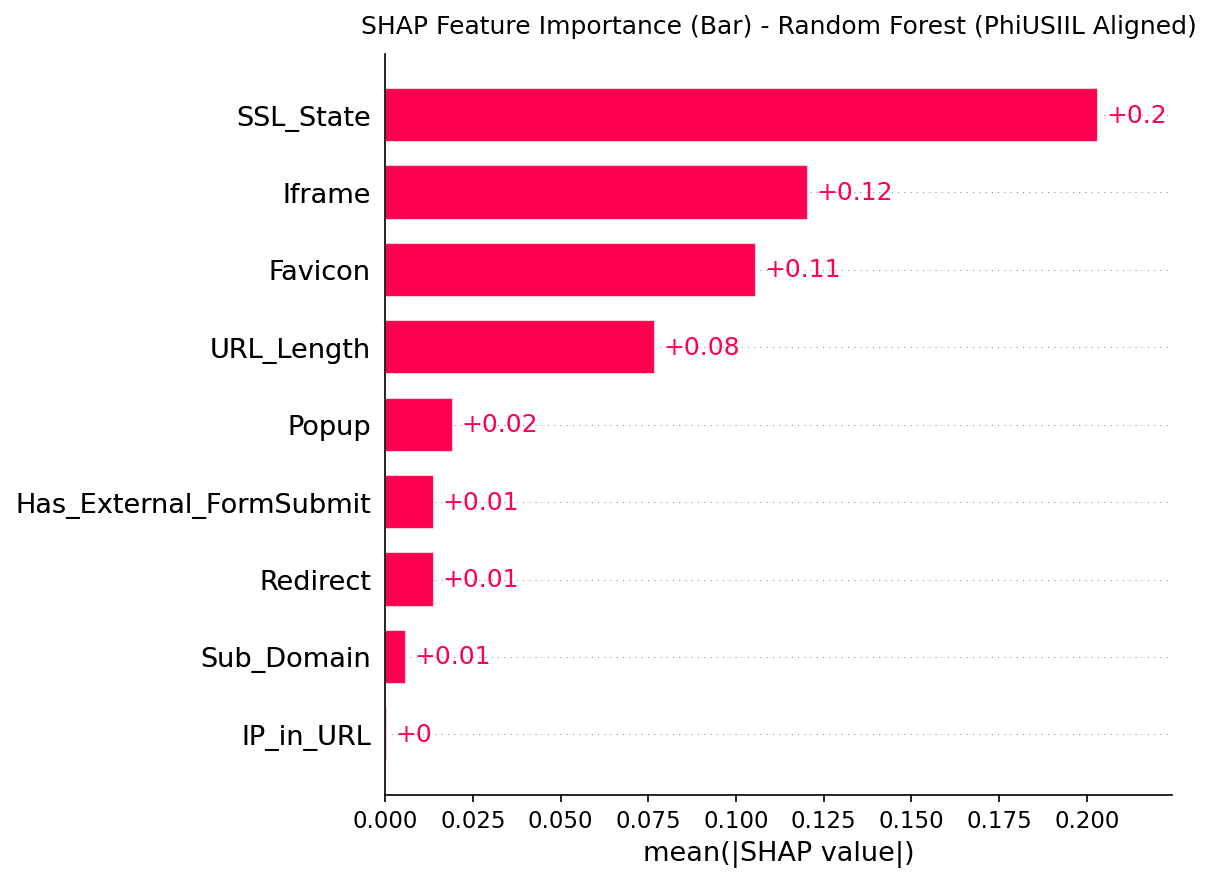 SHAP Feature Importance (Bar) - Random Forest (PhiUSIIL Aligned)
SSL_State +0.2
Iframe +0.12
Favicon +0.11
URL_Length +0.08
Popup +0.02
Has_External_FormSubmit +0.01
Redirect +0.01
Sub_Domain +0.01
IP_in_URL +0
0.000 0.025 0.050 0.075 0.100 0.125 0.150 0.175 0.200
mean(|SHAP value|)